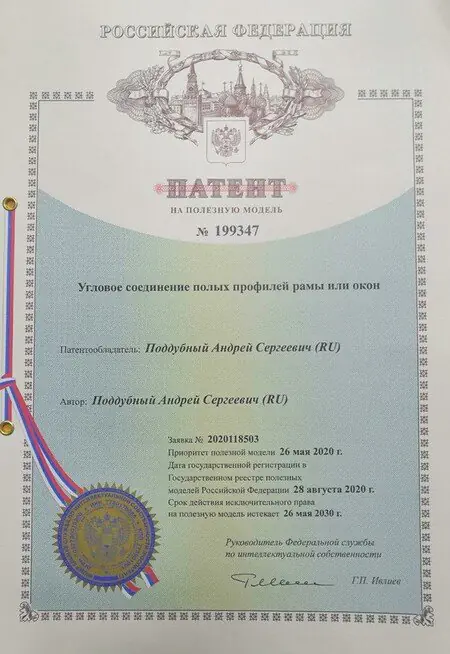 РОССИЙСКАЯ ФЕДЕРАЦИЯ
ПАТЕНТ
НА ПОЛЕЗНУЮ МОДЕЛЬ
№ 199347
Угловое соединение полых профилей рамы или окон
Патентообладатель: Поддубный Андрей Сергеевич (RU)
Автор: Поддубный Андрей Сергеевич (RU)
Заявка № 2020118503
Приоритет полезной модели 26 мая 2020 г.
Дата государственной регистрации в
Государственном реестре полезных
моделей Российской Федерации 28 августа 2020 г.
Срок действия исключительного права
на полезную модель истекает 26 мая 2030 г.
Руководитель Федеральной службы
по интеллектуальной собственности
Г.П. Ивлиев